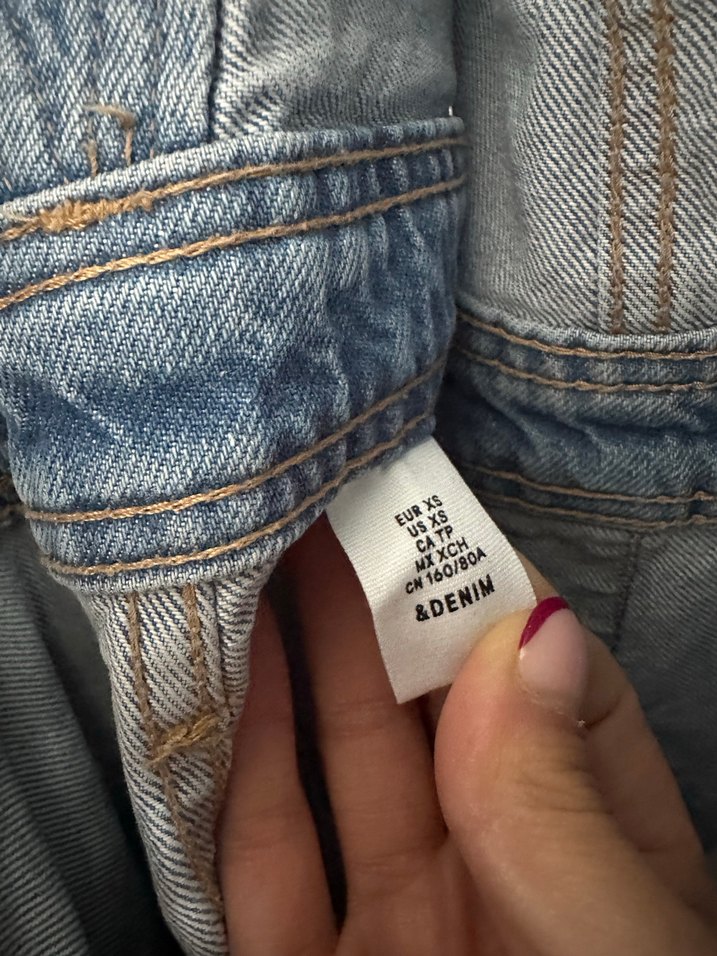 EUR XS
US XS
CA TP
MX XCH
CN 160/80A
&DENIM